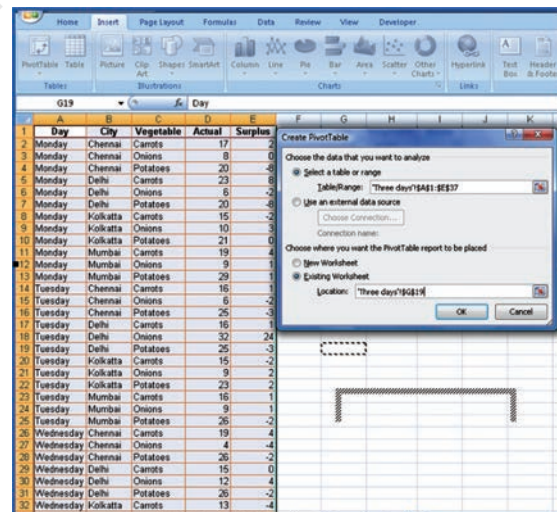 Home Insert Page Layout Formulas Data Review View Developer
PivotTable Table Picture Clip Art Shapes SmartArt Column Line Pie Bar Area Scatter Other Charts Hyperlink Text Box Header & Foote
Tables Illustrations Charts Links
G19 fx Day
A B C D E F G H I J K
1 Day City Vegetable Actual Surplus
2 Monday Chennai Carrots 17 2
3 Monday Chennai Onions 8 0
4 Monday Chennai Potatoes 20 -8
5 Monday Delhi Carrots 23 8
6 Monday Delhi Onions 6 -2
7 Monday Delhi Potatoes 20 -8
8 Monday Kolkatta Carrots 15 -2
9 Monday Kolkatta Onions 10 3
10 Monday Kolkatta Potatoes 21 0
11 Monday Mumbai Carrots 19 4
12 Monday Mumbai Onions 9 1
13 Monday Mumbai Potatoes 29 1
14 Tuesday Chennai Carrots 16 1
15 Tuesday Chennai Onions 6 -2
16 Tuesday Chennai Potatoes 25 -3
17 Tuesday Delhi Carrots 16 1
18 Tuesday Delhi Onions 32 24
19 Tuesday Delhi Potatoes 25 -3
20 Tuesday Kolkatta Carrots 15 -2
21 Tuesday Kolkatta Onions 9 2
22 Tuesday Kolkatta Potatoes 23 2
23 Tuesday Mumbai Carrots 16 1
24 Tuesday Mumbai Onions 9 1
25 Tuesday Mumbai Potatoes 26 -2
26 Wednesday Chennai Carrots 19 4
27 Wednesday Chennai Onions 4 -4
28 Wednesday Chennai Potatoes 26 -2
29 Wednesday Delhi Carrots 15 0
30 Wednesday Delhi Onions 12 4
31 Wednesday Delhi Potatoes 26 -2
32 Wednesday Kolkatta Carrots 13 -4
Create PivotTable
Choose the data that you want to analyze
Select a table or range
Table/Range: 'Three days'!$A$1:$E$37
Use an external data source
Choose Connection...
Connection name:
Choose where you want the PivotTable report to be placed
New Worksheet
Existing Worksheet
Location: 'Three days'!$G$19
OK Cancel